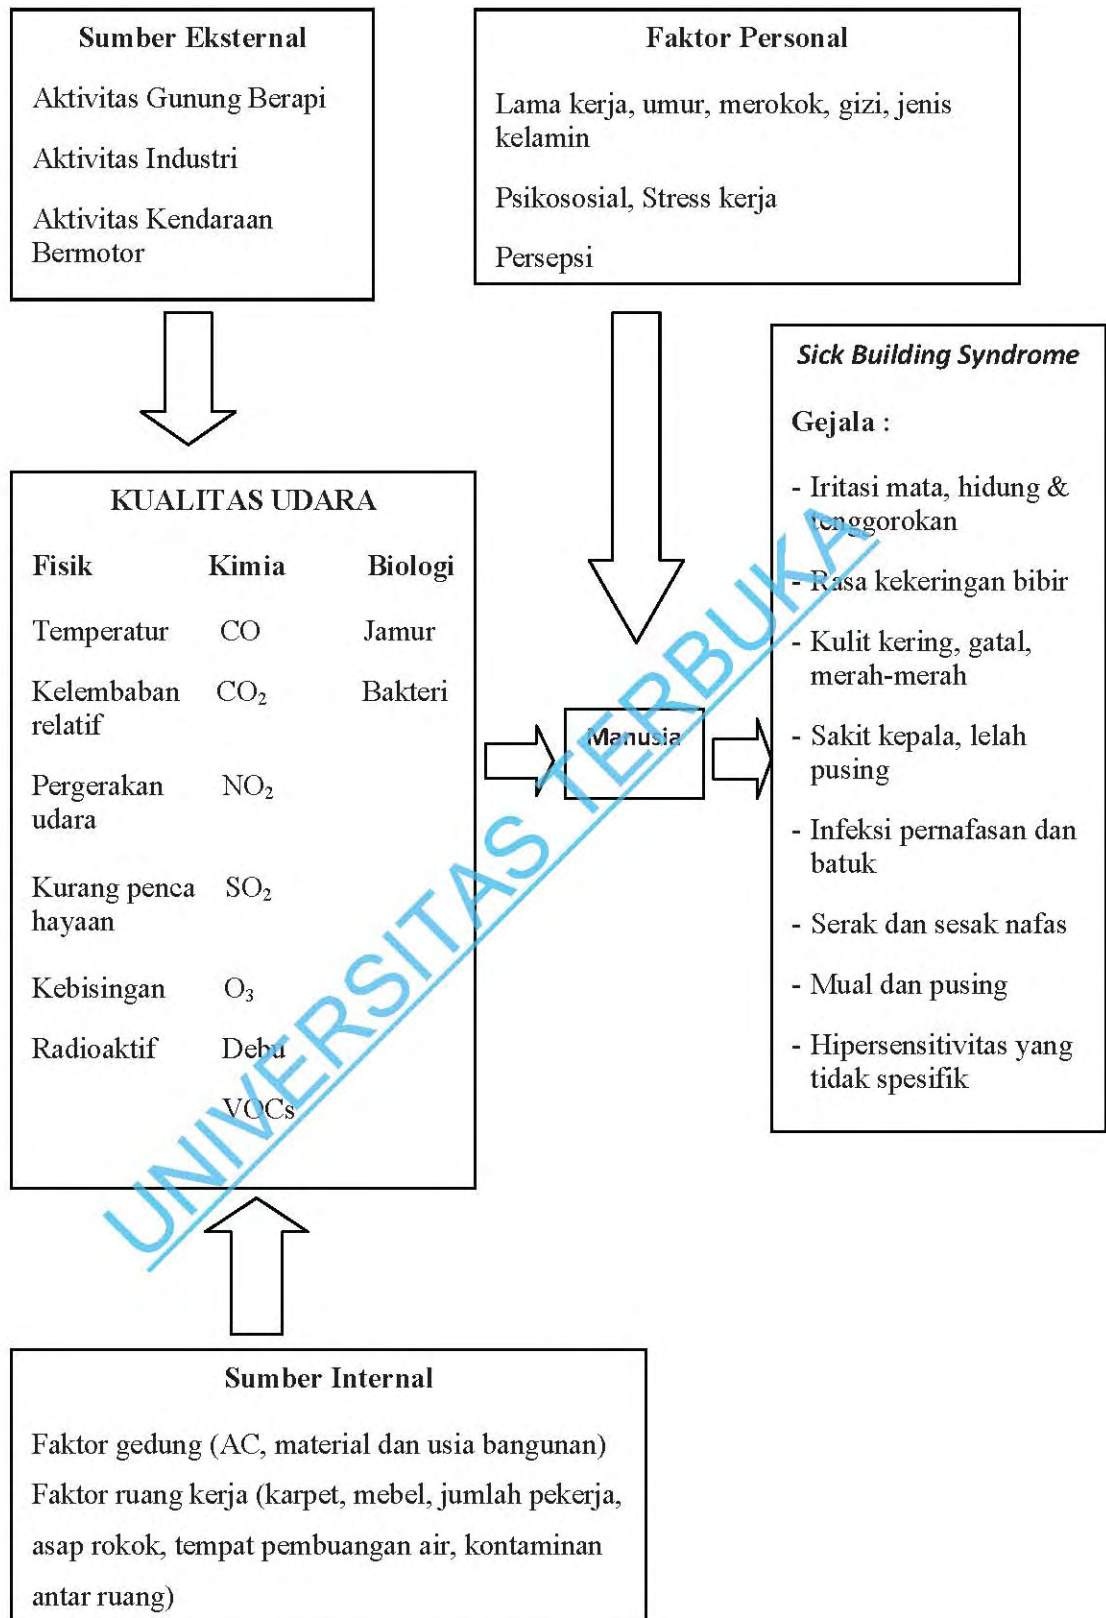 Sumber Eksternal
Aktivitas Gunung Berapi
Aktivitas Industri
Aktivitas Kendaraan
Bermotor
Faktor Personal
Lama kerja, umur, merokok, gizi, jenis
kelamin
Psikososial, Stress kerja
Persepsi
KUALITAS UDARA
Fisik Kimia Biologi
Temperatur CO Jamur
Kelembaban CO₂ Bakteri
relatif
Pergerakan NO₂
udara
Kurang penca SO₂
hayaan
Kebisingan O₃
Radioaktif Debu
VOCs
Manusia
Sick Building Syndrome
Gejala :
- Iritasi mata, hidung &
tenggorokan
- Rasa kekeringan bibir
- Kulit kering, gatal,
merah-merah
- Sakit kepala, lelah
pusing
- Infeksi pernafasan dan
batuk
- Serak dan sesak nafas
- Mual dan pusing
- Hipersensitivitas yang
tidak spesifik
Sumber Internal
Faktor gedung (AC, material dan usia bangunan)
Faktor ruang kerja (karpet, mebel, jumlah pekerja,
asap rokok, tempat pembuangan air, kontaminan
antar ruang)
UNIVERSITAS TERBUKA